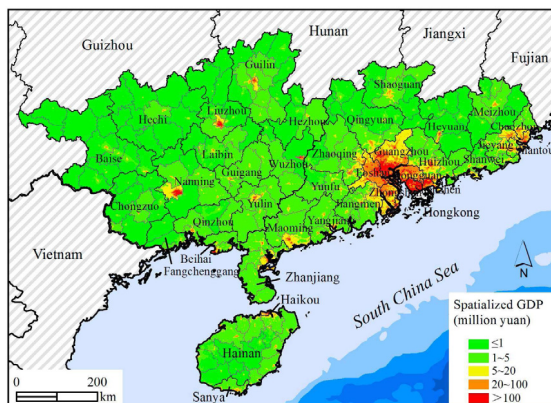 Hunan
Jiangxi
Guizhou
Fujian
Guilin
Shaoguan
Hechi
Liuzhou
Hezhou
Qingyuan
Meizhou
Heyuan
Chaozhou
Jieyang
Shantou
Baise
Laibin
Wuzhou
Zhaoqing
Guangzhou
Huizhou
Shanwei
Guigang
Foshan
Dongguan
Nanning
Yunfu
Chongzuo
Yulin
Jiangmen
Hongkong
Qinzhou
Maoming
Yangjiang
Beihai
Fangchenggang
Vietnam
Zhanjiang
Haikou
N
South China Sea
Hainan
Sanya
Spatialized GDP
(million yuan)
≤1
1~5
5~20
20~100
>100
0 200
km